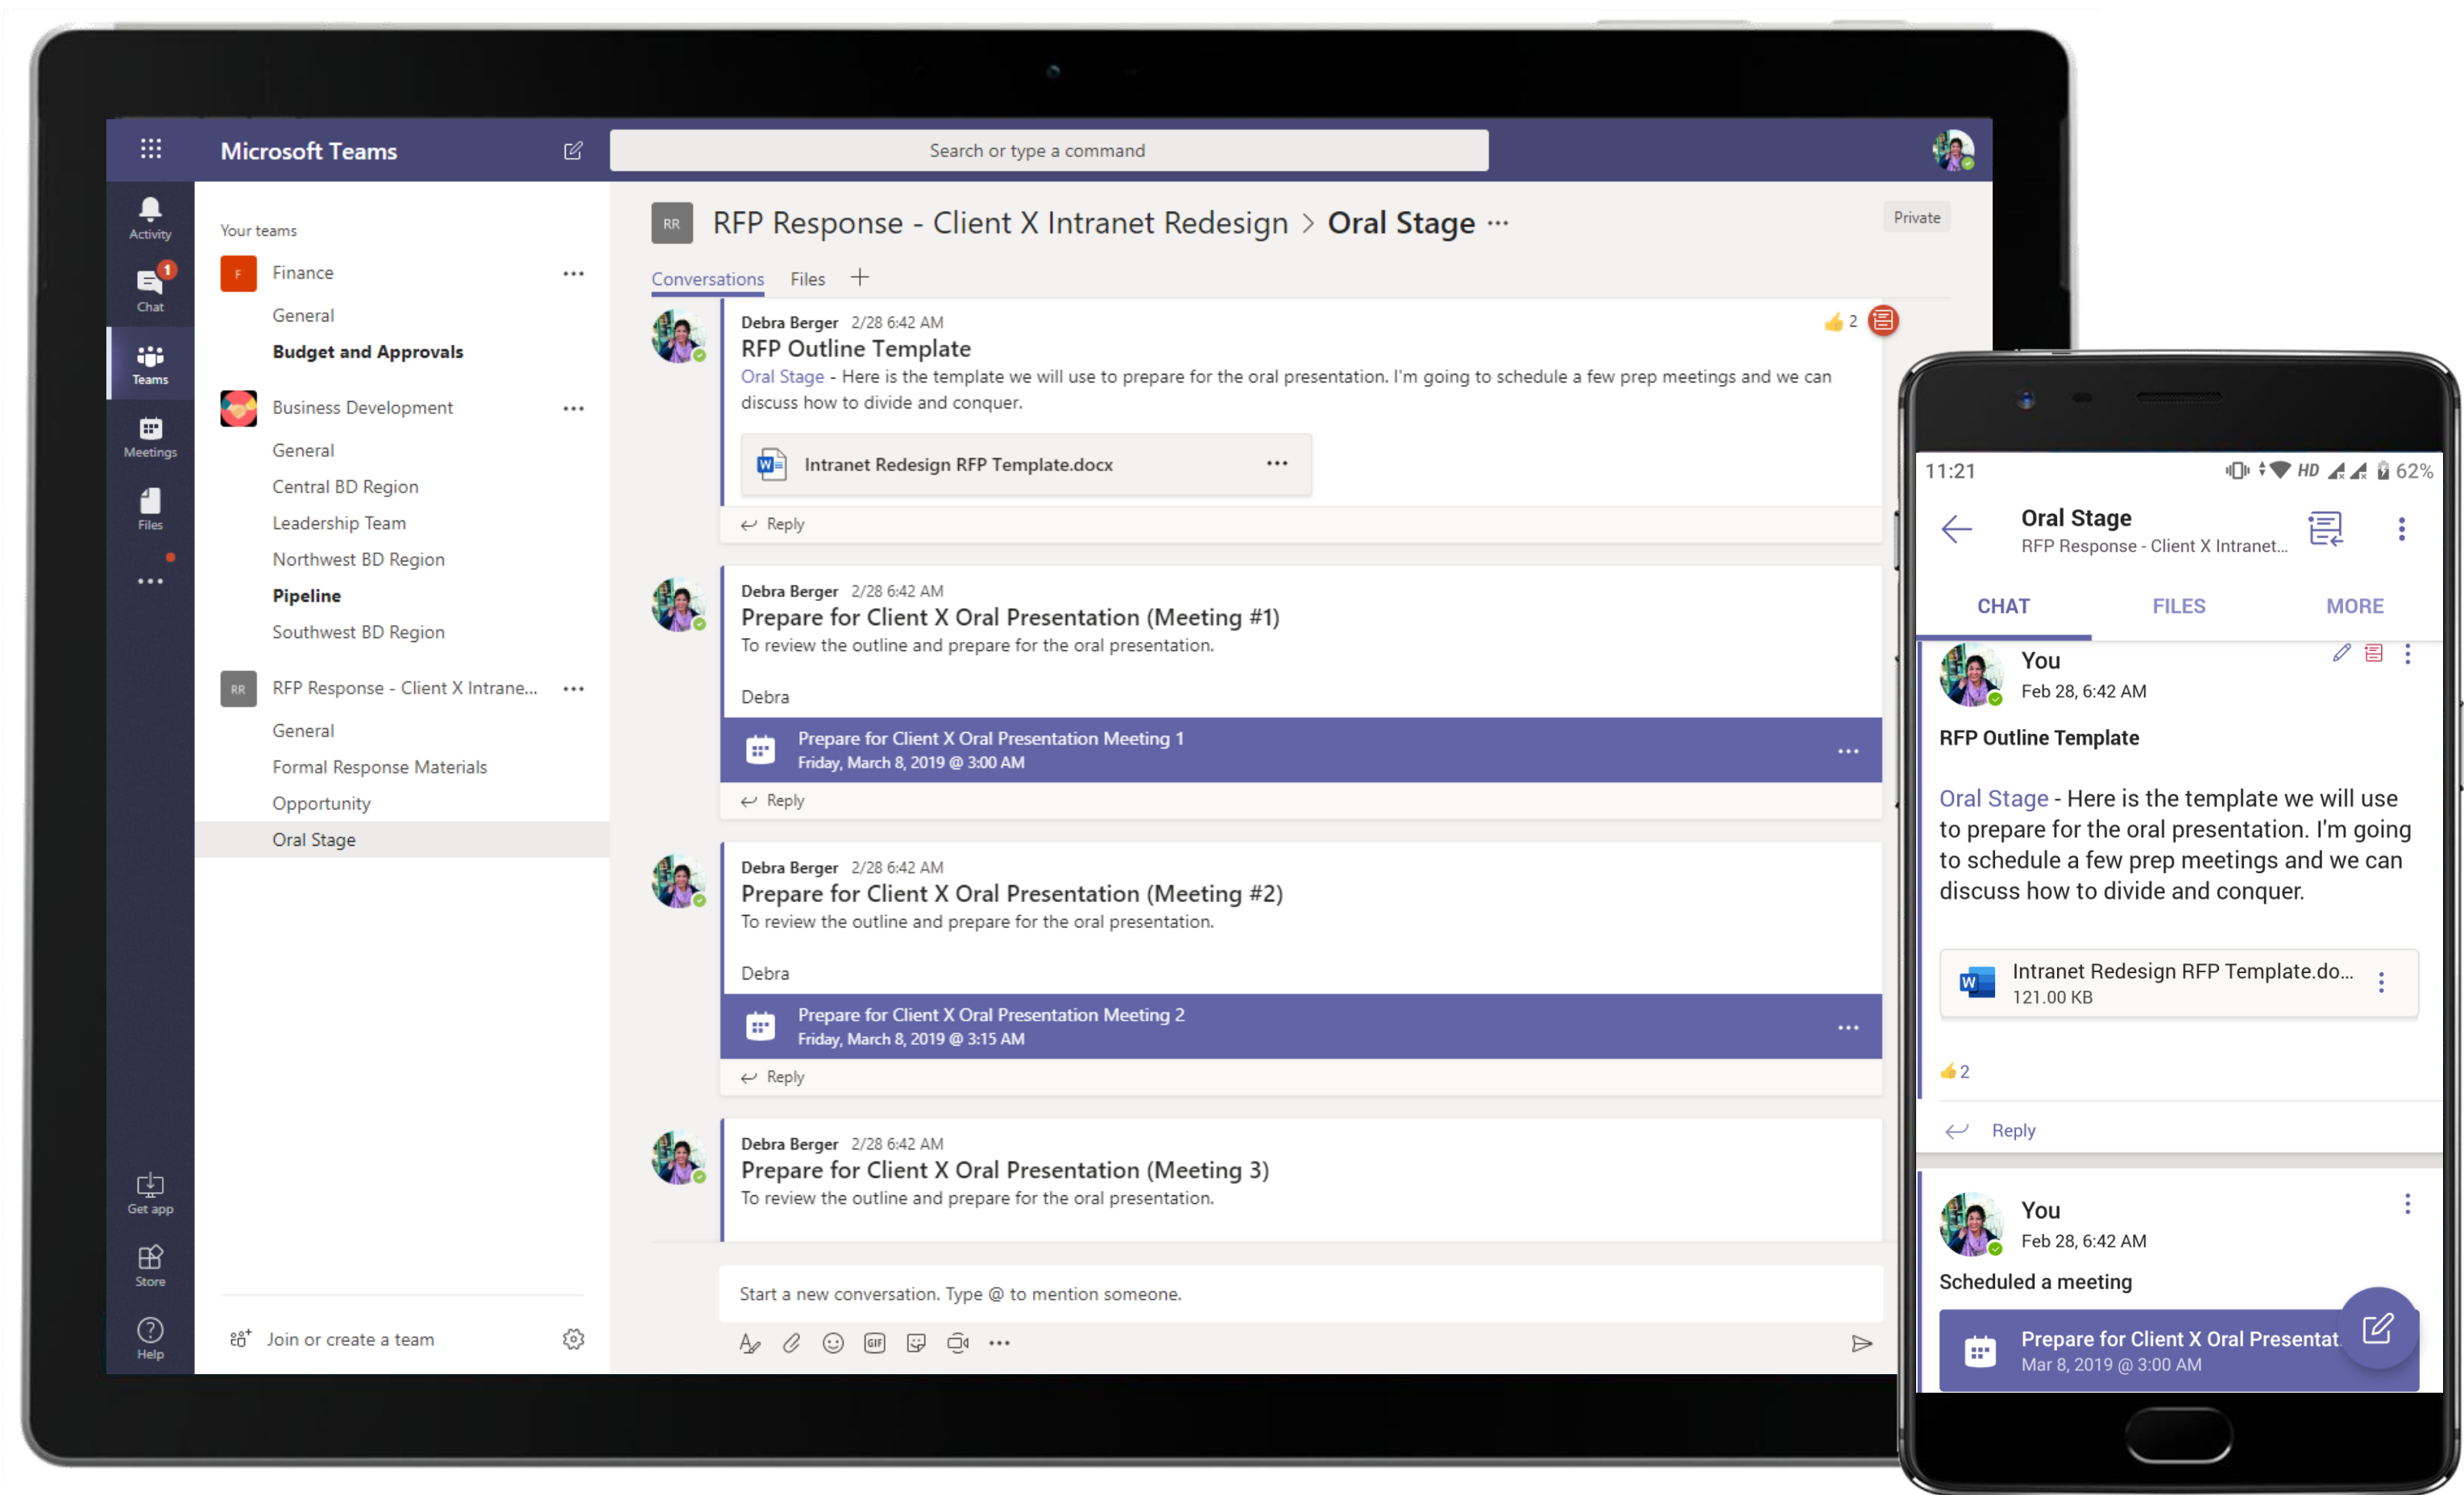 Microsoft Teams
Search or type a command
Activity
1
Chat
Teams
Meetings
Files
Get app
Store
Help
Your teams
F
Finance
General
Budget and Approvals
Business Development
General
Central BD Region
Leadership Team
Northwest BD Region
Pipeline
Southwest BD Region
RR
RFP Response - Client X Intrane...
General
Formal Response Materials
Opportunity
Oral Stage
Join or create a team
RR
RFP Response - Client X Intranet Redesign > Oral Stage ...
Private
Conversations Files +
Debra Berger 2/28 6:42 AM
2
RFP Outline Template
Oral Stage - Here is the template we will use to prepare for the oral presentation. I'm going to schedule a few prep meetings and we can
discuss how to divide and conquer.
Intranet Redesign RFP Template.docx
Reply
Debra Berger 2/28 6:42 AM
Prepare for Client X Oral Presentation (Meeting #1)
To review the outline and prepare for the oral presentation.
Debra
Prepare for Client X Oral Presentation Meeting 1
Friday, March 8, 2019 @ 3:00 AM
Reply
Debra Berger 2/28 6:42 AM
Prepare for Client X Oral Presentation (Meeting #2)
To review the outline and prepare for the oral presentation.
Debra
Prepare for Client X Oral Presentation Meeting 2
Friday, March 8, 2019 @ 3:15 AM
Reply
Debra Berger 2/28 6:42 AM
Prepare for Client X Oral Presentation (Meeting 3)
To review the outline and prepare for the oral presentation.
Start a new conversation. Type @ to mention someone.
GIF
11:21
HD
62%
Oral Stage
RFP Response - Client X Intranet...
CHAT FILES MORE
You
Feb 28, 6:42 AM
RFP Outline Template
Oral Stage - Here is the template we will use
to prepare for the oral presentation. I'm going
to schedule a few prep meetings and we can
discuss how to divide and conquer.
W
Intranet Redesign RFP Template.do...
121.00 KB
2
Reply
You
Feb 28, 6:42 AM
Scheduled a meeting
Prepare for Client X Oral Presentat.
Mar 8, 2019 @ 3:00 AM